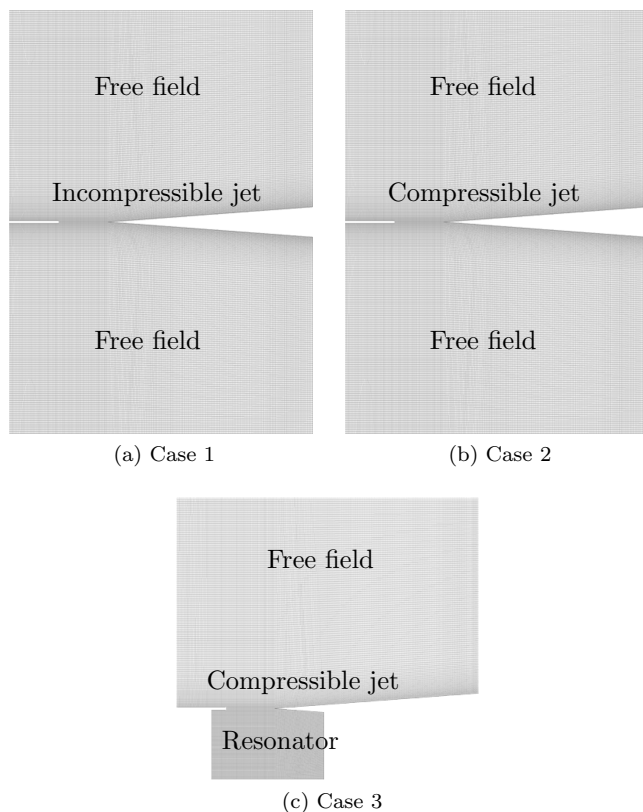 Free field
Free field
Incompressible jet
Compressible jet
Free field
Free field
(a) Case 1
(b) Case 2
Free field
Compressible jet
Resonator
(c) Case 3